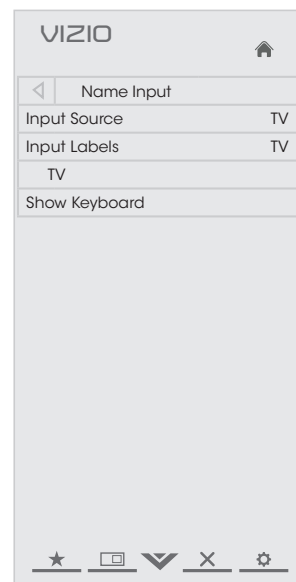 VIZIO
Name Input
Input Source TV
Input Labels TV
TV
Show Keyboard